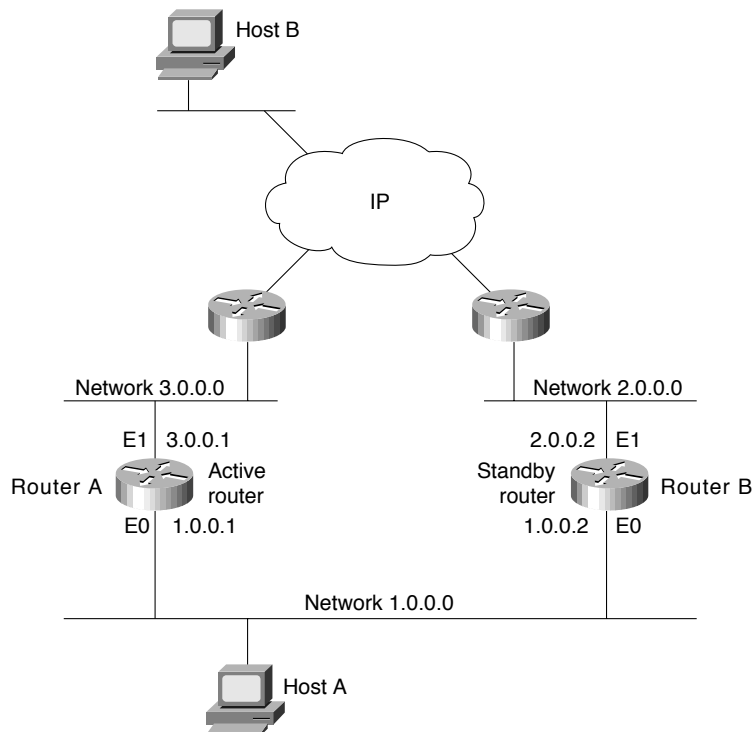 Host B
IP
Network 3.0.0.0
Network 2.0.0.0
E1 3.0.0.1
2.0.0.2 E1
Router A
Active
router
Standby
router
Router B
E0 1.0.0.1
1.0.0.2 E0
Network 1.0.0.0
Host A